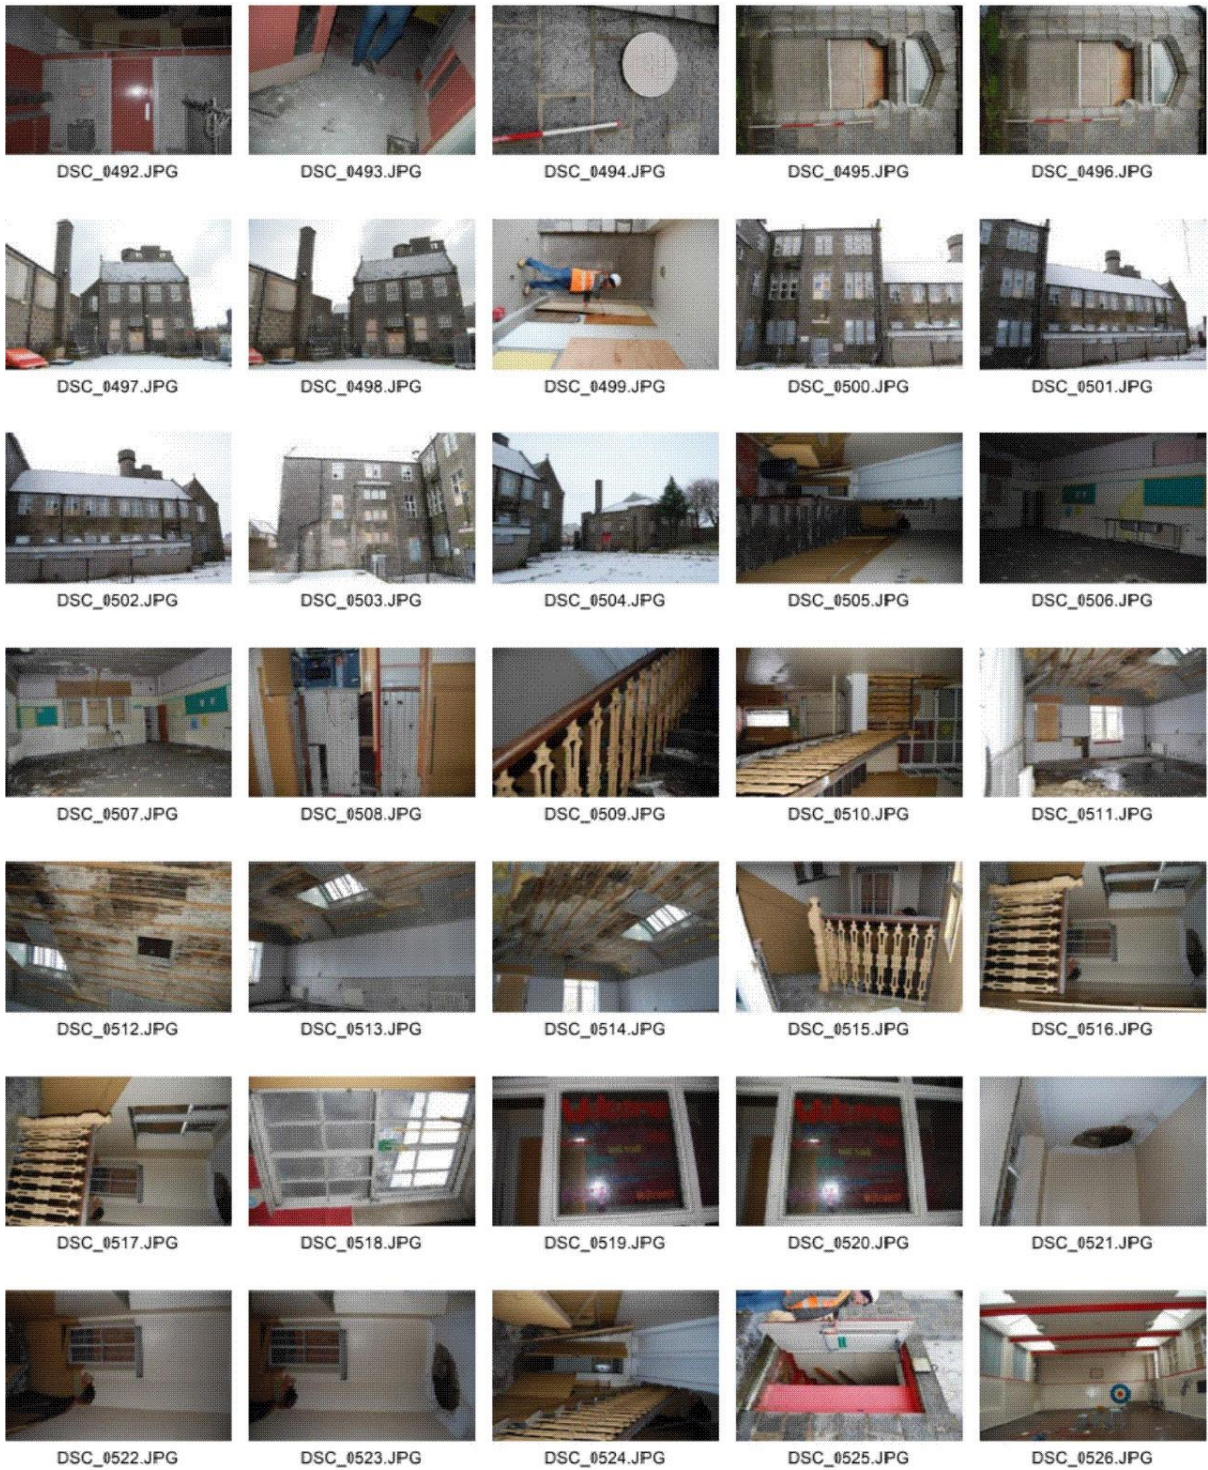 DSC_0492.JPG DSC_0493.JPG DSC_0494.JPG DSC_0495.JPG DSC_0496.JPG
DSC_0497.JPG DSC_0498.JPG DSC_0499.JPG DSC_0500.JPG DSC_0501.JPG
DSC_0502.JPG DSC_0503.JPG DSC_0504.JPG DSC_0505.JPG DSC_0506.JPG
DSC_0507.JPG DSC_0508.JPG DSC_0509.JPG DSC_0510.JPG DSC_0511.JPG
DSC_0512.JPG DSC_0513.JPG DSC_0514.JPG DSC_0515.JPG DSC_0516.JPG
Welcome Welcome
DSC_0517.JPG DSC_0518.JPG DSC_0519.JPG DSC_0520.JPG DSC_0521.JPG
DSC_0522.JPG DSC_0523.JPG DSC_0524.JPG DSC_0525.JPG DSC_0526.JPG